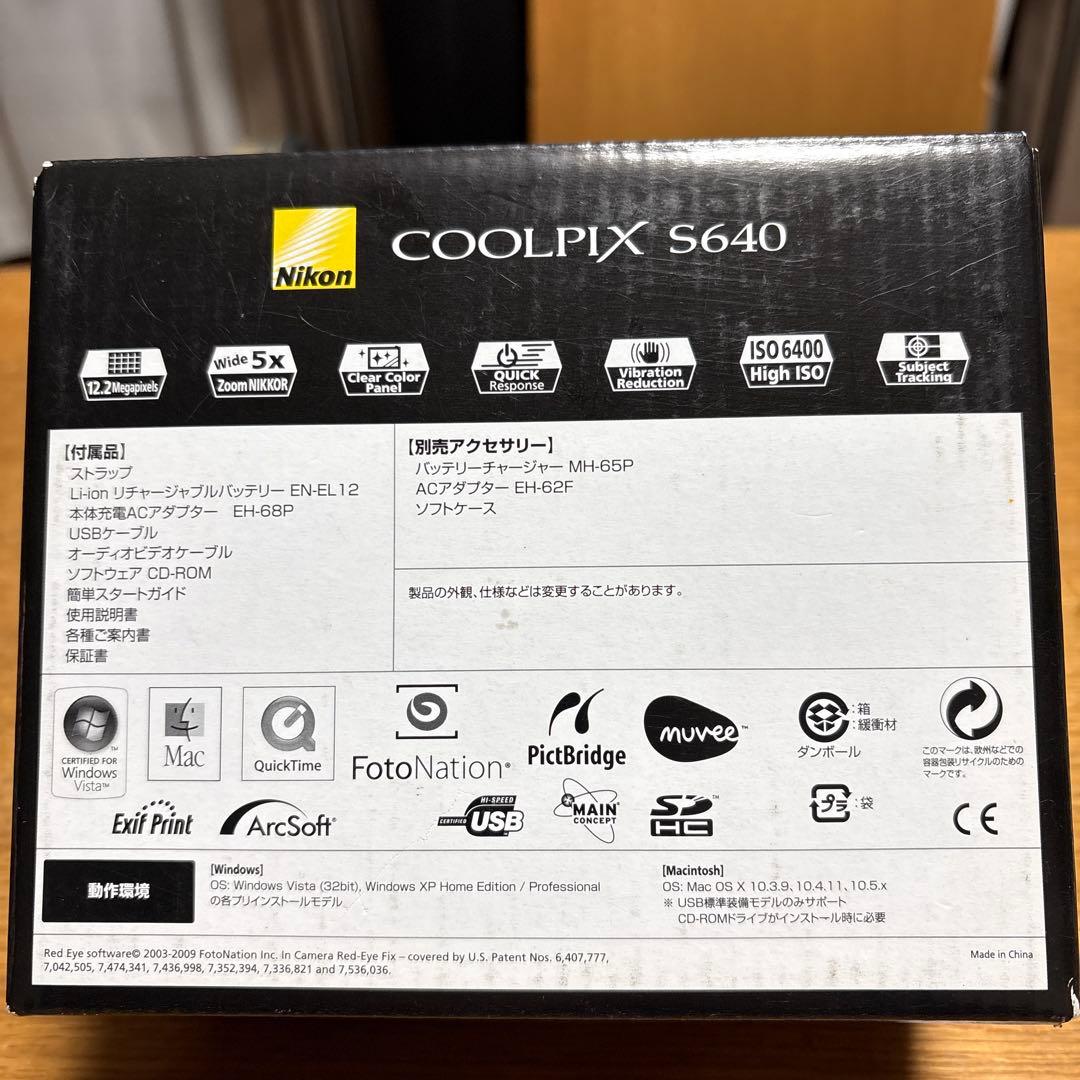 Nikon
COOLPIX S640
12.2 Megapixels
Wide 5x
Zoom NIKKOR
Clear Color
Panel
QUICK
Response
Vibration
Reduction
ISO 6400
High ISO
Subject
Tracking
【付属品】
ストラップ
Li-ion リチャージャブルバッテリー EN-EL12
本体充電ACアダプター EH-68P
USBケーブル
オーディオビデオケーブル
ソフトウェア CD-ROM
簡単スタートガイド
使用説明書
各種ご案内書
保証書
【別売アクセサリー】
バッテリーチャージャー MH-65P
ACアダプター EH-62F
ソフトケース
製品の外観、仕様などは変更することがあります。
CERTIFIED FOR
Windows
Vista™
Mac
QuickTime
FotoNation®
PictBridge
muvee™
:箱
:緩衝材
ダンボール
このマークは、欧州などでの
容器包装リサイクルのための
マークです。
Exif Print
ArcSoft®
HI-SPEED
CERTIFIED USB
MAIN
CONCEPT
SD™
HC
プラ :袋
CE
動作環境
[Windows]
OS: Windows Vista (32bit), Windows XP Home Edition / Professional
の各プリインストールモデル
[Macintosh]
OS: Mac OS X 10.3.9, 10.4.11, 10.5.x
※ USB標準装備モデルのみサポート
CD-ROMドライブがインストール時に必要
Red Eye software© 2003-2009 FotoNation Inc. In Camera Red-Eye Fix – covered by U.S. Patent Nos. 6,407,777,
7,042,505, 7,474,341, 7,436,998, 7,352,394, 7,336,821 and 7,536,036.
Made in China